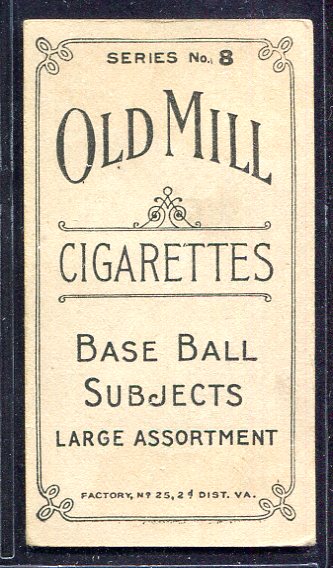 SERIES No. 8
OLD MILL
CIGARETTES
BASE BALL
SUBJECTS
LARGE ASSORTMENT
FACTORY, Nº 25, 2d DIST. VA.